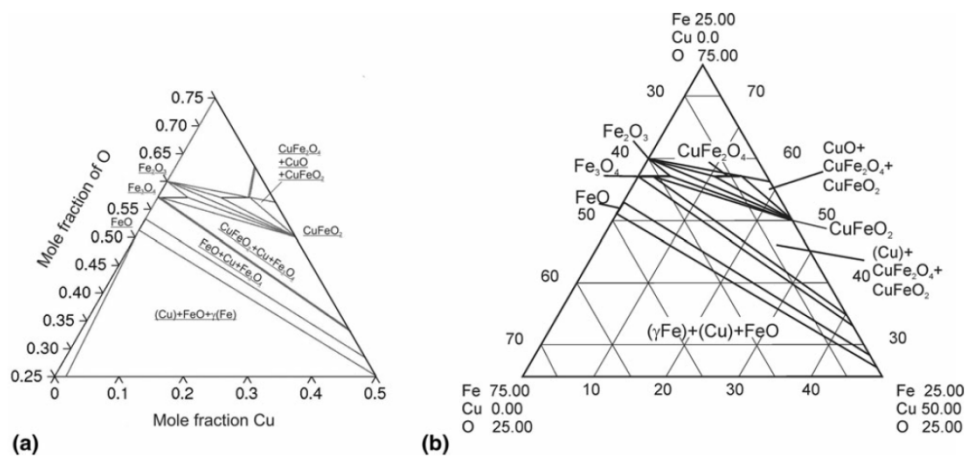 0.75
0.70
0.65
Fe₂O₃
0.60
Fe₃O₄
0.55
FeO
0.50
0.45
0.40
0.35
0.30
0.25
Mole fraction of O
CuFe₂O₄
+CuO
+CuFeO₂
CuFeO₂
CuFeO₂+Cu+Fe₃O₄
FeO+Cu+Fe₃O₄
(Cu)+FeO+γ(Fe)
0 0.1 0.2 0.3 0.4 0.5
Mole fraction Cu
(a)
Fe 25.00
Cu 0.0
O 75.00
30 70
Fe₂O₃
40 CuFe₂O₄ 60
CuO+
CuFe₂O₄+
CuFeO₂
Fe₃O₄
FeO
50 50
CuFeO₂
(Cu)+
CuFe₂O₄+
CuFeO₂
60 40
(γFe)+(Cu)+FeO
70 30
10 20 30 40
Fe 75.00
Cu 0.00
O 25.00
Fe 25.00
Cu 50.00
O 25.00
(b)